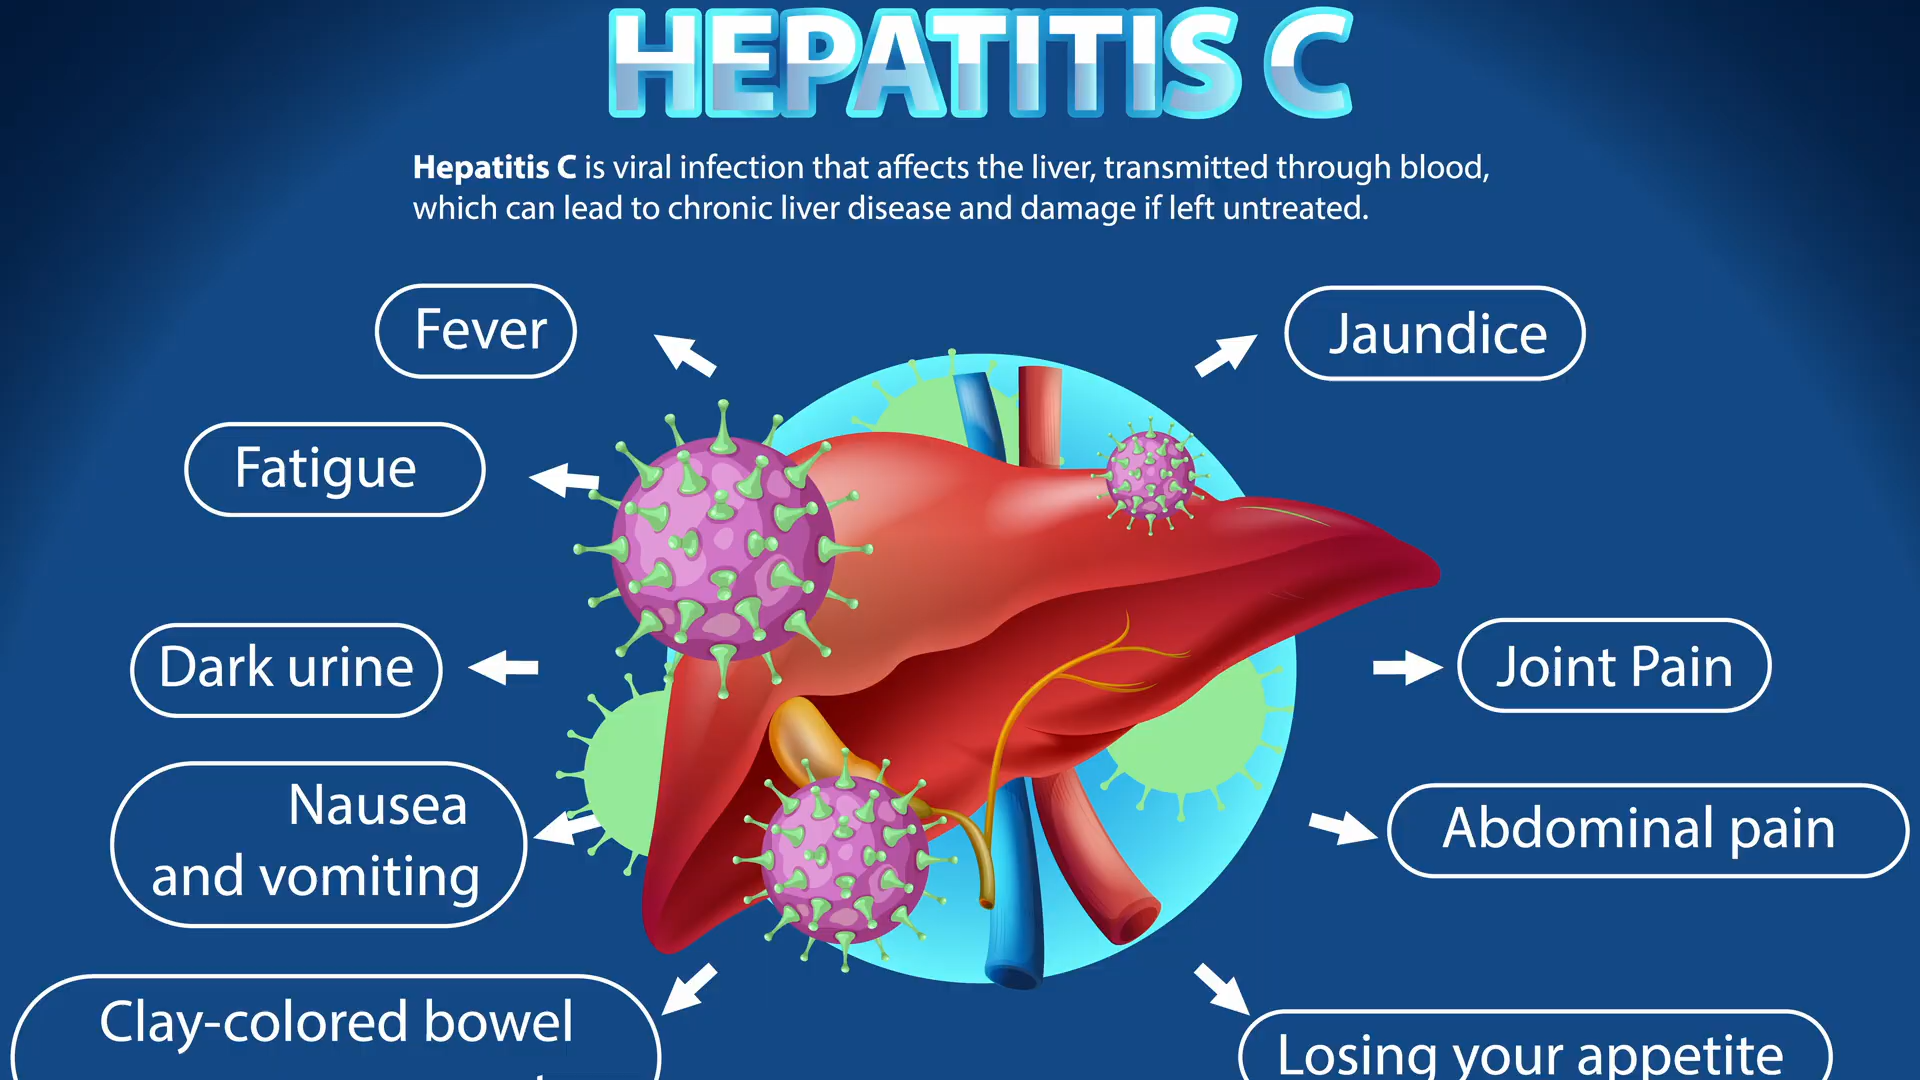 HEPATITIS C
Hepatitis C is viral infection that affects the liver, transmitted through blood,
which can lead to chronic liver disease and damage if left untreated.
Fever
Jaundice
Fatigue
Dark urine
Joint Pain
Nausea
and vomiting
Abdominal pain
Clay-colored bowel
Losing your appetite